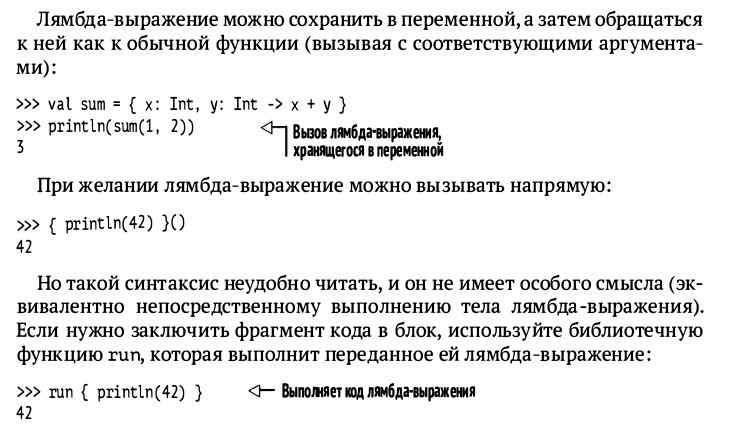 Лямбда-выражение можно сохранить в переменной, а затем обращаться
к ней как к обычной функции (вызывая с соответствующими аргумента-
ми):
>>> val sum = { x: Int, y: Int -> x + y }
>>> println(sum(1, 2))
Вызов лямбда-выражения,
хранящегося в переменной
3
При желании лямбда-выражение можно вызывать напрямую:
>>> { println(42) }()
42
Но такой синтаксис неудобно читать, и он не имеет особого смысла (эк-
вивалентно непосредственному выполнению тела лямбда-выражения).
Если нужно заключить фрагмент кода в блок, используйте библиотечную
функцию run, которая выполнит переданное ей лямбда-выражение:
>>> run { println(42) } Выполняет код лямбда-выражения
42